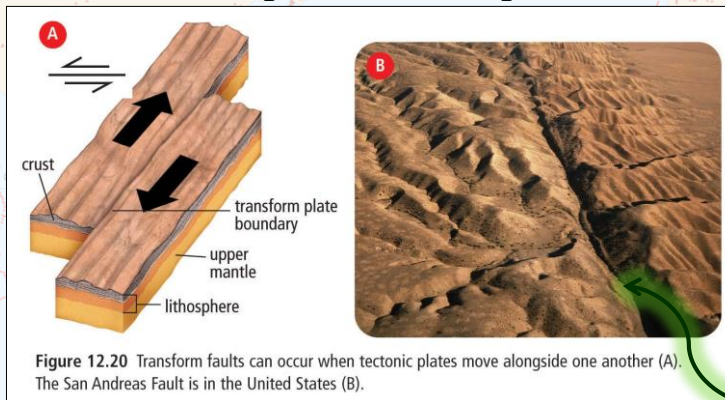 A
B
crust
transform plate
boundary
upper
mantle
lithosphere
Figure 12.20 Transform faults can occur when tectonic plates move alongside one another (A).
The San Andreas Fault is in the United States (B).